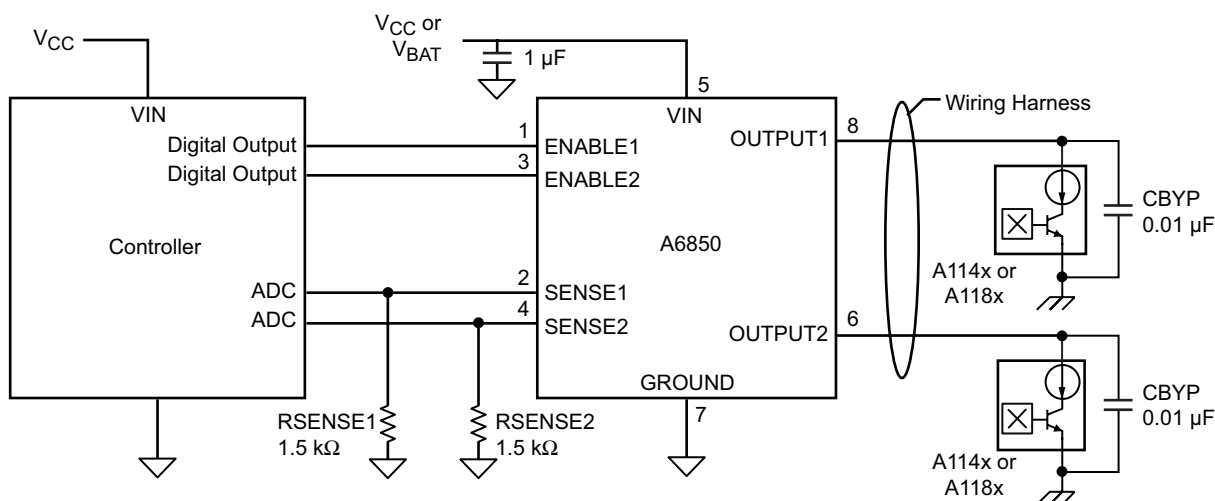 VCC
VCC or
VBAT
1 µF
5
VIN
VIN
Digital Output
Digital Output
1
3
ENABLE1
ENABLE2
OUTPUT1
8
Wiring Harness
Controller
A6850
CBYP
0.01 µF
A114x or
A118x
ADC
ADC
2
4
SENSE1
SENSE2
OUTPUT2
6
GROUND
7
RSENSE1
1.5 kΩ
RSENSE2
1.5 kΩ
CBYP
0.01 µF
A114x or
A118x